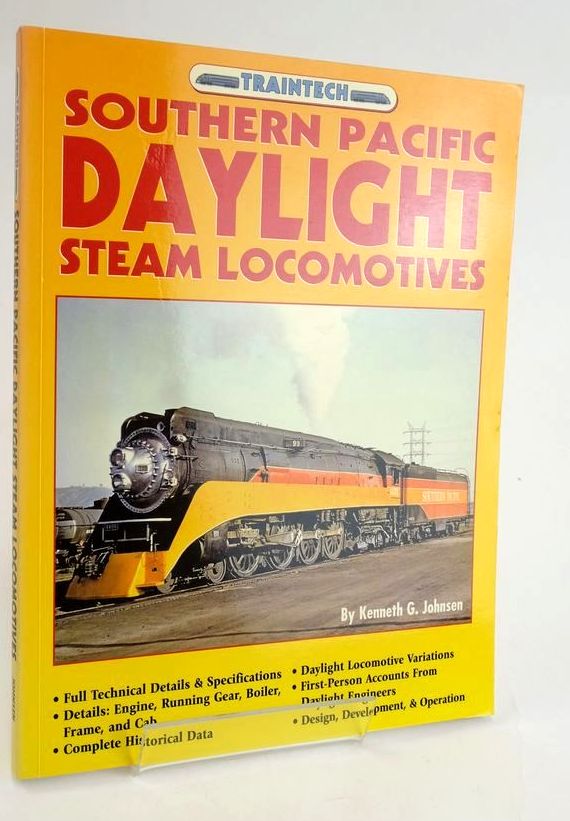 TRAINTECH
SOUTHERN PACIFIC
DAYLIGHT
STEAM LOCOMOTIVES
99
SOUTHERN PACIFIC
By Kenneth G. Johnsen
• Full Technical Details & Specifications
• Details: Engine, Running Gear, Boiler,
Frame, and Cab
• Complete Historical Data
• Daylight Locomotive Variations
• First-Person Accounts From
Daylight Engineers
• Design, Development, & Operation
TRAINTECH
SOUTHERN PACIFIC DAYLIGHT STEAM LOCOMOTIVES